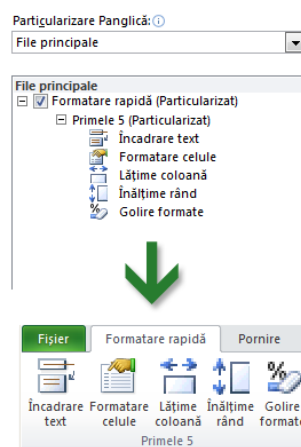 Particularizare Panglică:
File principale
File principale
Formatare rapidă (Particularizat)
Primele 5 (Particularizat)
Încadrare text
Formatare celule
Lățime coloană
Înălțime rând
Golire formate
Fișier Formatare rapidă Pornire
Încadrare Formatare Lățime Înălțime Golire
text celule coloană rând formate
Primele 5